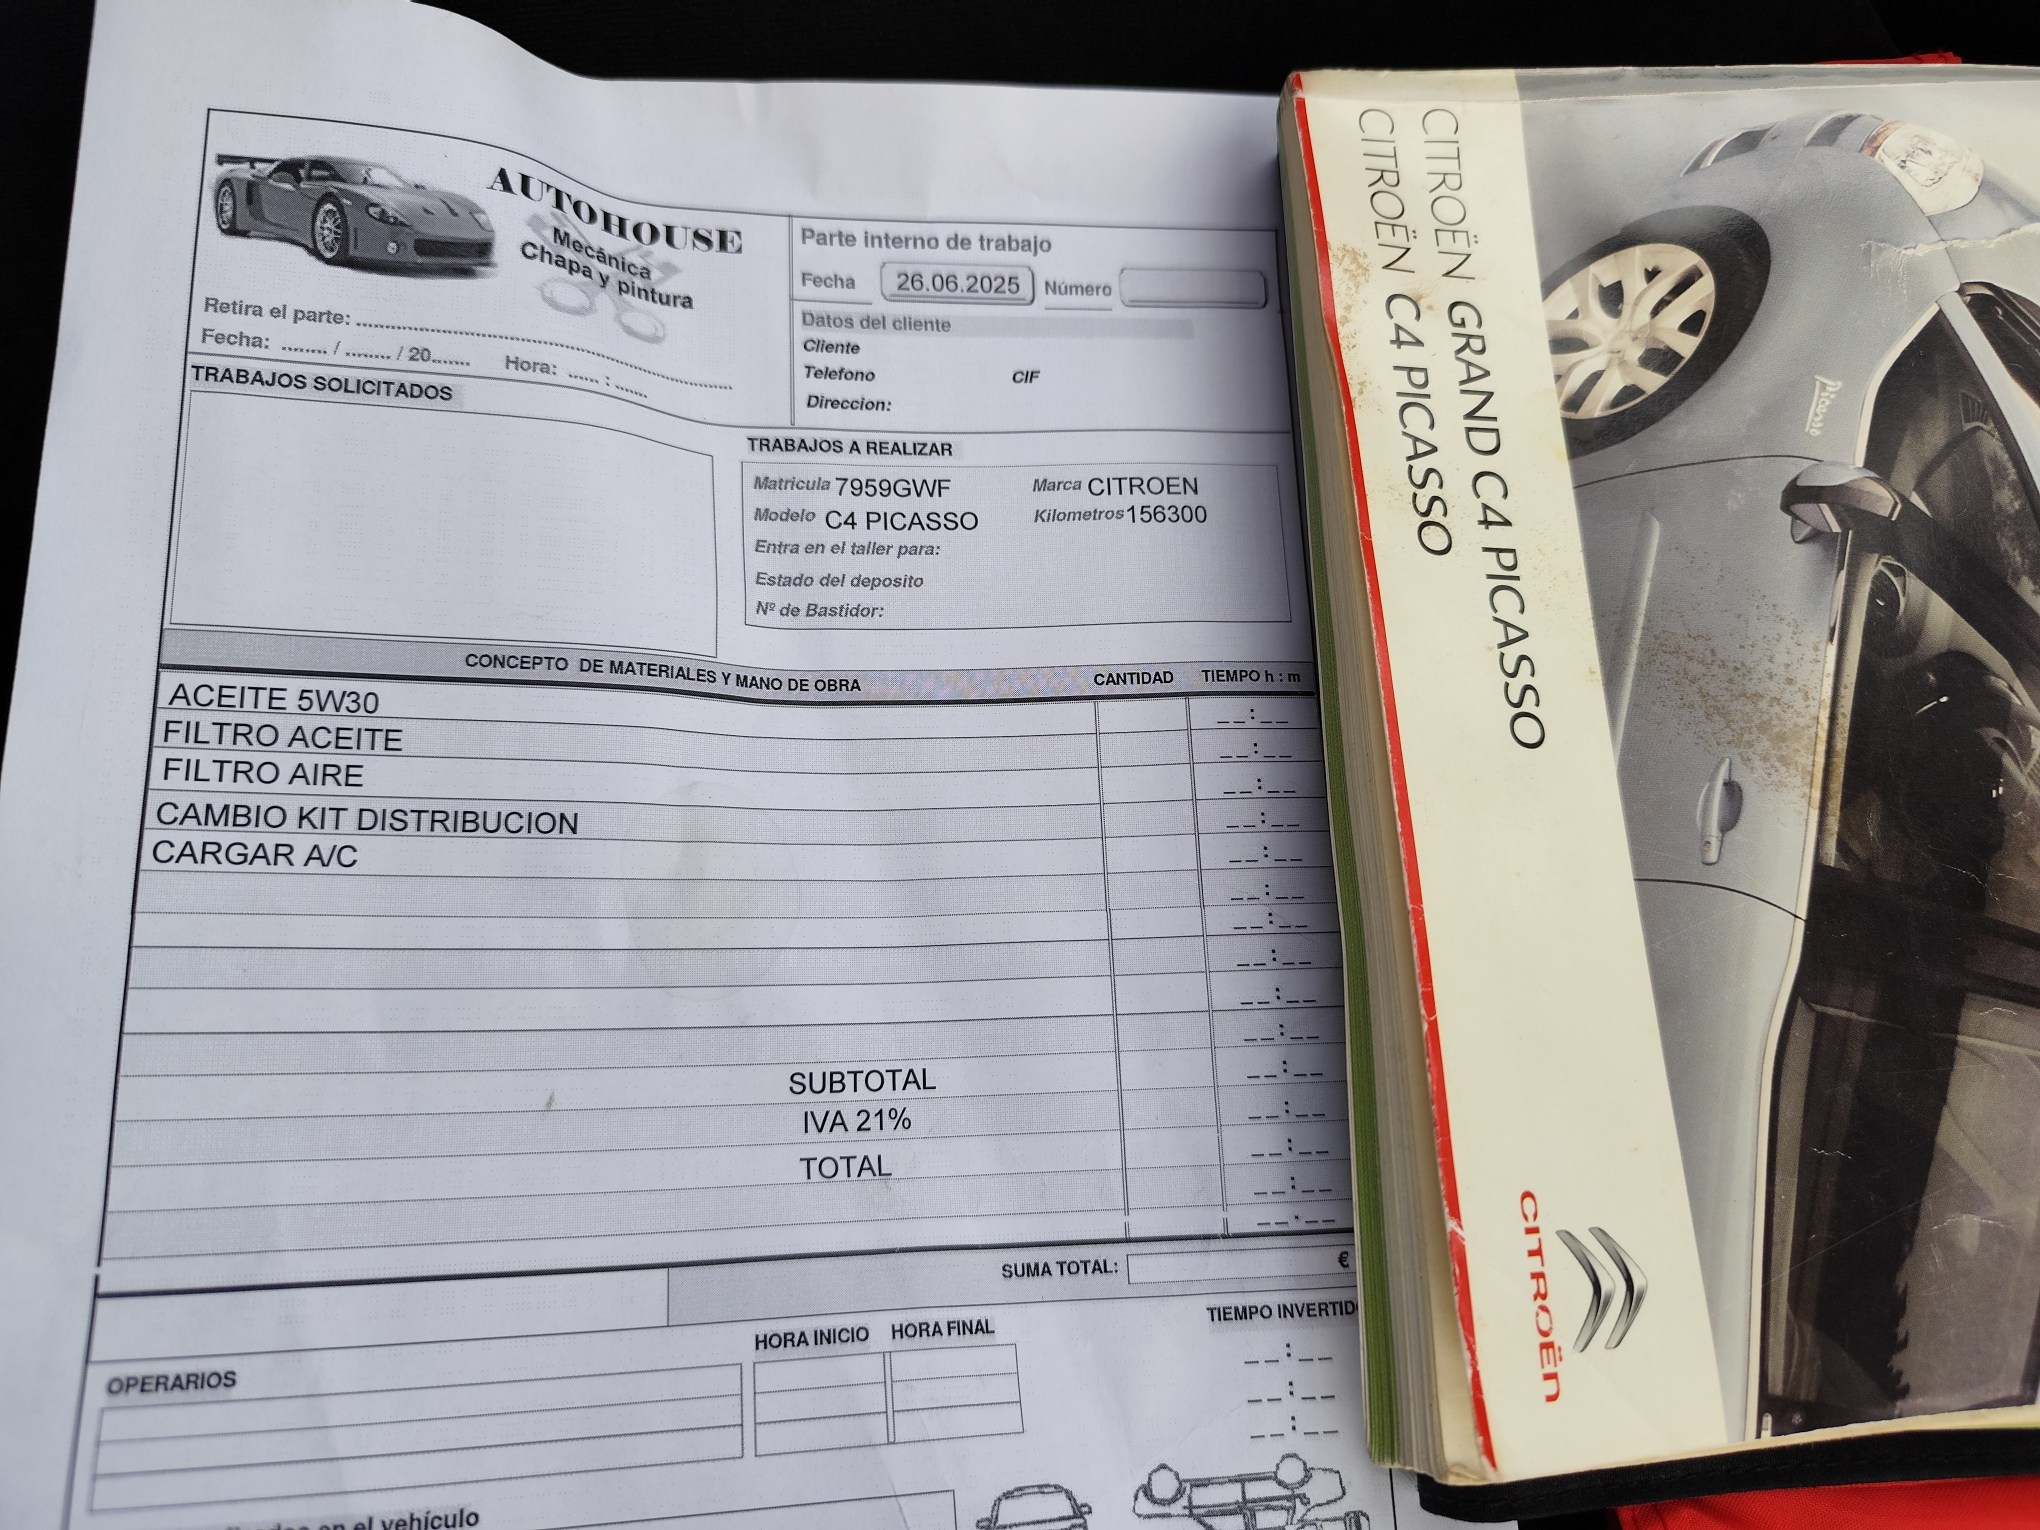 AUTOHOUSE
Mecánica
Chapa y pintura
Retira el parte: ........................................
Fecha: ........ / ........ / 20....... Hora: ...... : ......
Parte interno de trabajo
Fecha 26.06.2025 Número
Datos del cliente
Cliente
Telefono CIF
Direccion:
TRABAJOS SOLICITADOS
TRABAJOS A REALIZAR
Matricula 7959GWF Marca CITROEN
Modelo C4 PICASSO Kilometros 156300
Entra en el taller para:
Estado del deposito
Nº de Bastidor:
CONCEPTO DE MATERIALES Y MANO DE OBRA CANTIDAD TIEMPO h : m
ACEITE 5W30
FILTRO ACEITE
FILTRO AIRE
CAMBIO KIT DISTRIBUCION
CARGAR A/C
SUBTOTAL
IVA 21%
TOTAL
SUMA TOTAL: €
HORA INICIO HORA FINAL TIEMPO INVERTIDO
OPERARIOS
en el vehículo
CITROËN GRAND C4 PICASSO
CITROËN C4 PICASSO
Picasso
CITROËN